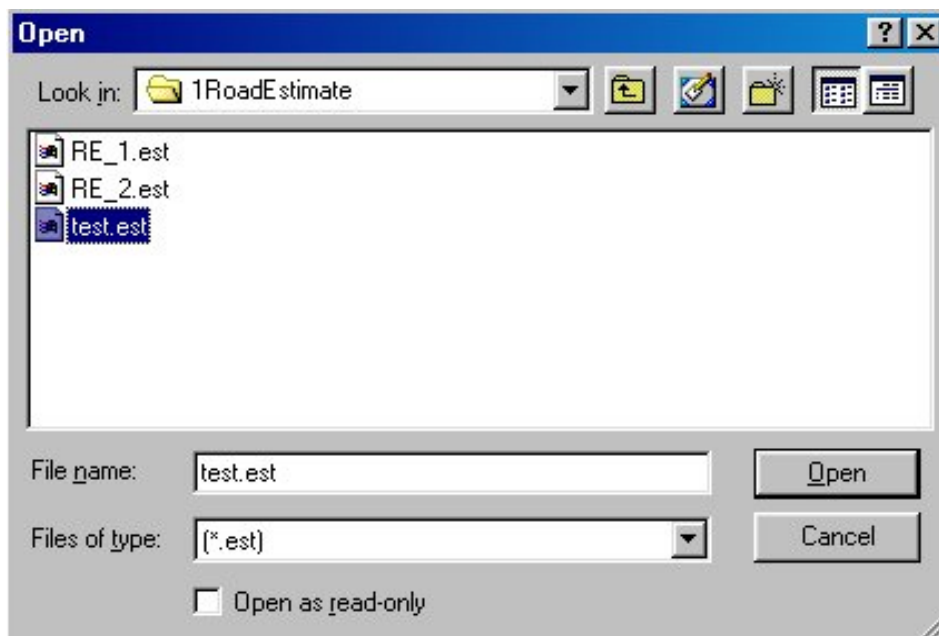 Open
Look in: 1RoadEstimate
RE_1.est
RE_2.est
test.est
File name: test.est Open
Files of type: (*.est) Cancel
Open as read-only